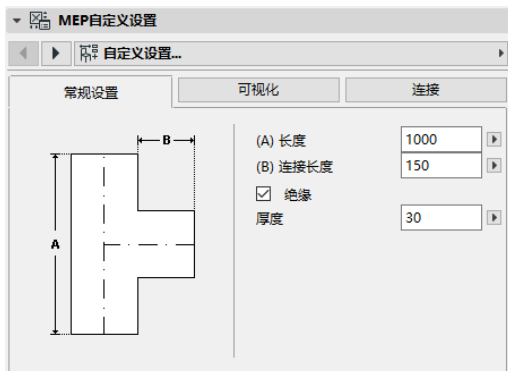 MEP自定义设置
自定义设置...
常规设置 可视化 连接
B
A
(A) 长度 1000
(B) 连接长度 150
绝缘
厚度 30